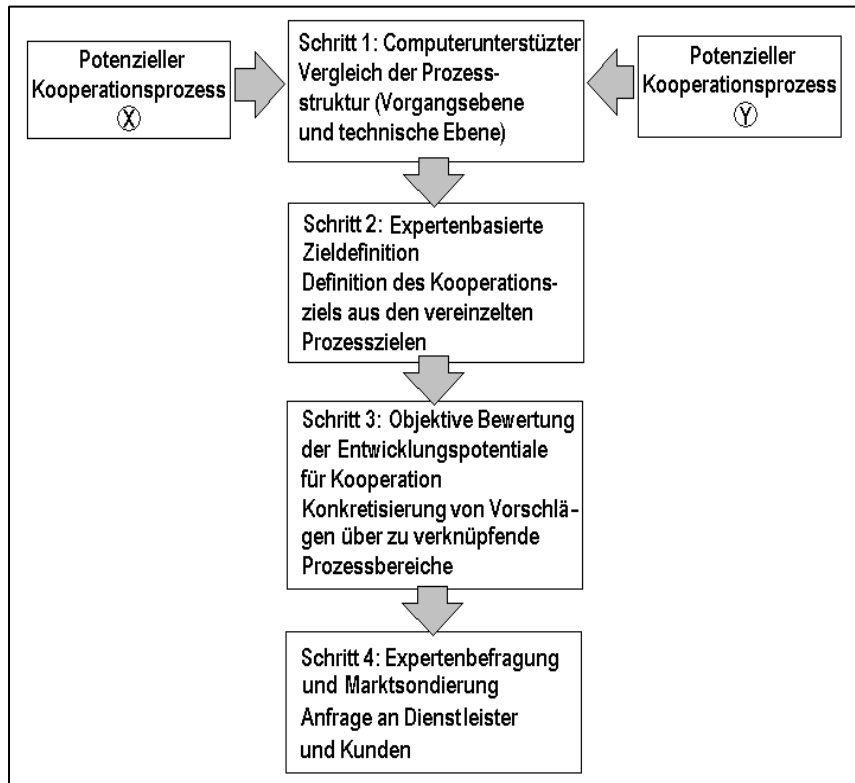 Potenzieller
Kooperationsprozess
Ⓧ
Schritt 1: Computerunterstüzter
Vergleich der Prozess-
struktur (Vorgangsebene
und technische Ebene)
Potenzieller
Kooperationsprozess
Ⓨ
Schritt 2: Expertenbasierte
Zieldefinition
Definition des Kooperations-
ziels aus den vereinzelten
Prozesszielen
Schritt 3: Objektive Bewertung
der Entwicklungspotentiale
für Kooperation
Konkretisierung von Vorschlä-
gen über zu verknüpfende
Prozessbereiche
Schritt 4: Expertenbefragung
und Marktsondierung
Anfrage an Dienstleister
und Kunden